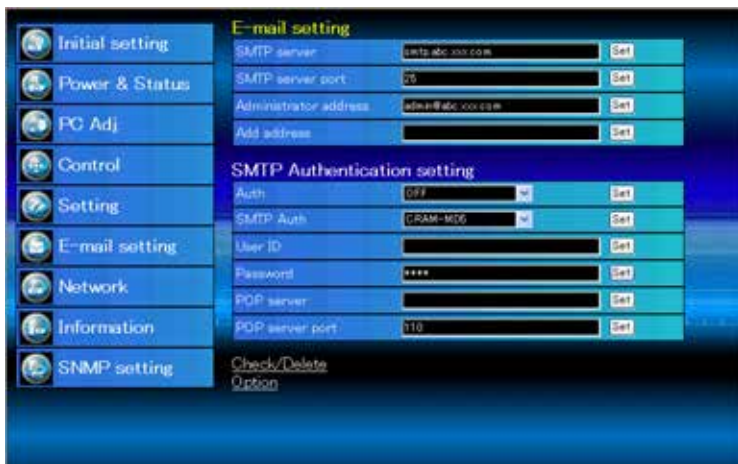 Initial setting
Power & Status
PC Adj
Control
Setting
E-mail setting
Network
Information
SNMP setting
E-mail setting
SMTP server smtp.abc.xxx.com Set
SMTP server port 25 Set
Administrator address admin@abc.xxx.com Set
Add address Set
SMTP Authentication setting
Auth OFF Set
SMTP Auth CRAM-MD5 Set
User ID Set
Password **** Set
POP server Set
POP server port 110 Set
Check/Delete
Option